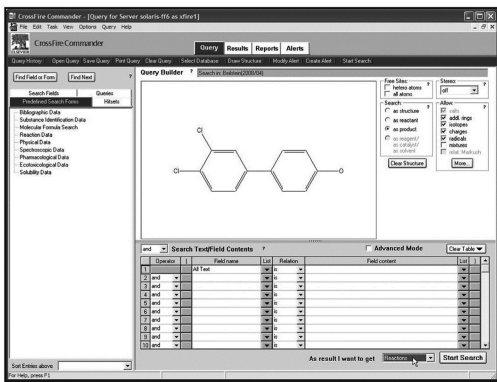 CrossFire Commander - [Query for Server solaris-ff6 as xfire1]
File Edit Task View Options Query Help
ELSEVIER
CrossFire Commander
Query Results Reports Alerts
Query History Open Query Save Query Print Query Clear Query Select Database Draw Structure Modify Alert Create Alert Start Search
Find Field or Form Find Next ?
Search Fields Queries
Predefined Search Forms Hitsets
Bibliographic Data
Substance Identification Data
Molecular Formula Search
Reaction Data
Physical Data
Spectroscopic Data
Pharmacological Data
Ecotoxicological Data
Solubility Data
Sort Entries above
Query Builder ? Search in: Beilstein(2008/04)
Cl
Cl
O
Free Sites: ?
hetero atoms
all atoms
Stereo: ?
off
Search: ?
as structure
as reactant
as product
as reagent/
as catalyst/
as solvent
Clear Structure
Allow: ?
salts
addl. rings
isotopes
charges
radicals
mixtures
relat. Markush
More...
and Search Text/Field Contents ? Advanced Mode Clear Table
Operator ( Field name List Relation Field content List )
1 All Text is
2 and is
3 and is
4 and is
5 and is
6 and is
7 and is
8 and is
9 and is
10 and is
As result I want to get Reactions Start Search
For Help, press F1